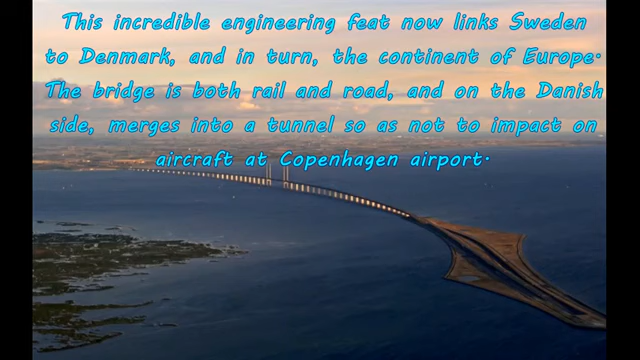 This incredible engineering feat now links Sweden
to Denmark, and in turn, the continent of Europe.
The bridge is both rail and road, and on the Danish
side, merges into a tunnel so as not to impact on
aircraft at Copenhagen airport.